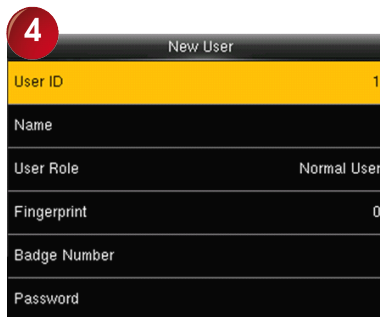 4
New User
User ID 1
Name
User Role Normal User
Fingerprint 0
Badge Number
Password